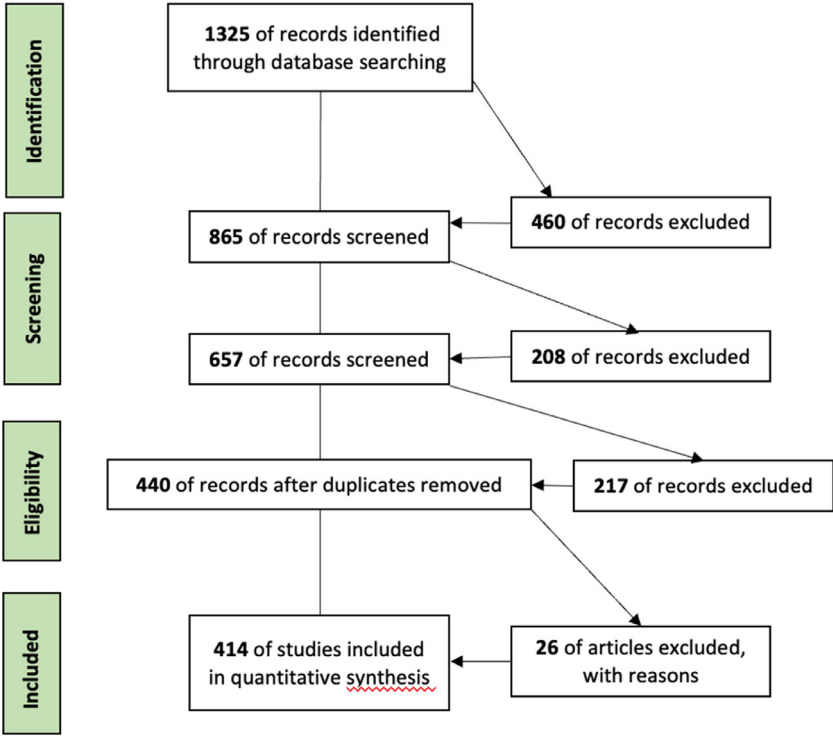 Identification
1325 of records identified
through database searching
460 of records excluded
Screening
865 of records screened
657 of records screened
208 of records excluded
Eligibility
440 of records after duplicates removed
217 of records excluded
Included
414 of studies included
in quantitative synthesis
26 of articles excluded,
with reasons